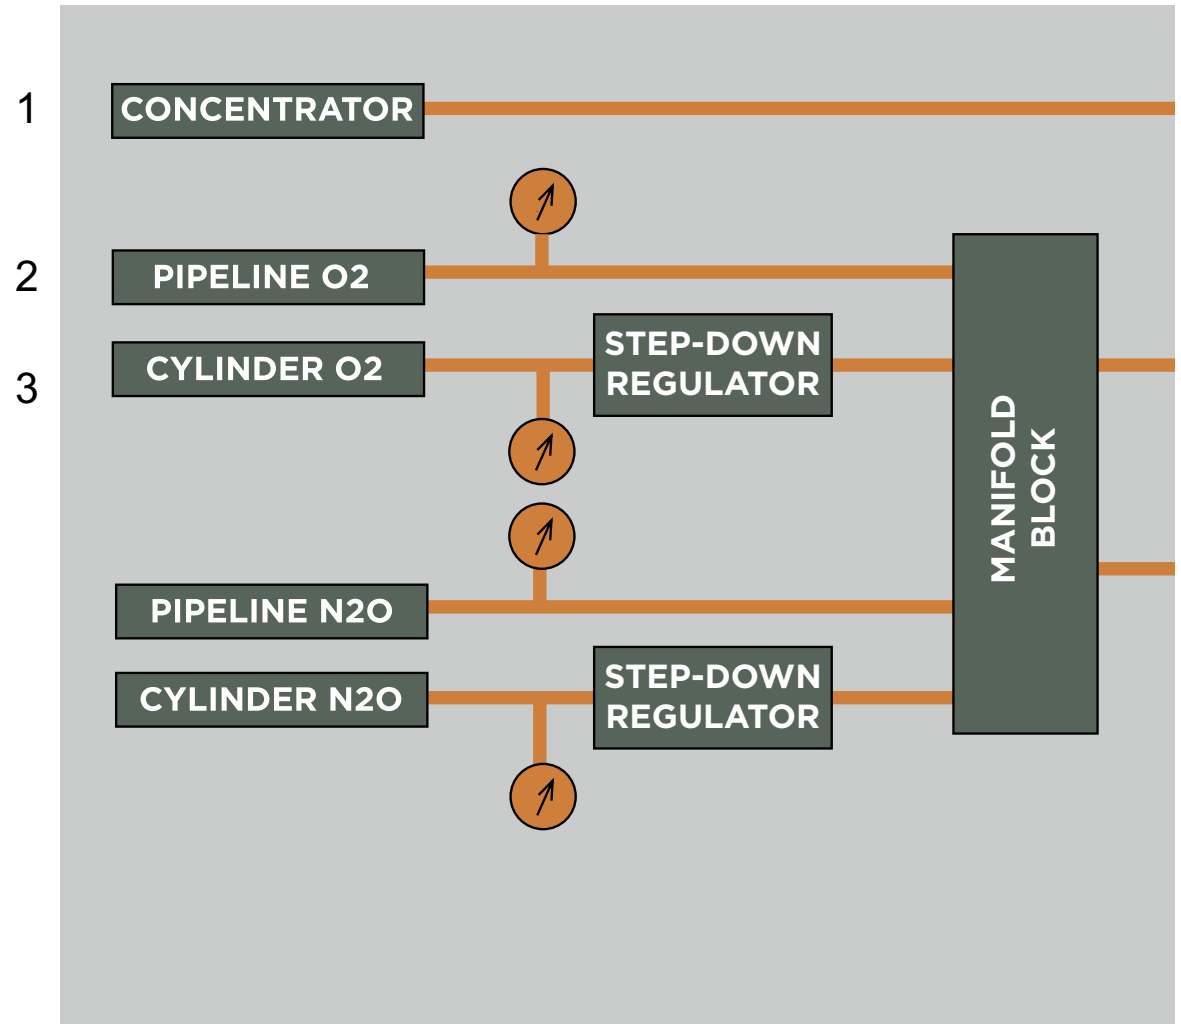 1
CONCENTRATOR
2
PIPELINE O2
3
CYLINDER O2
STEP-DOWN
REGULATOR
MANIFOLD
BLOCK
PIPELINE N2O
CYLINDER N2O
STEP-DOWN
REGULATOR